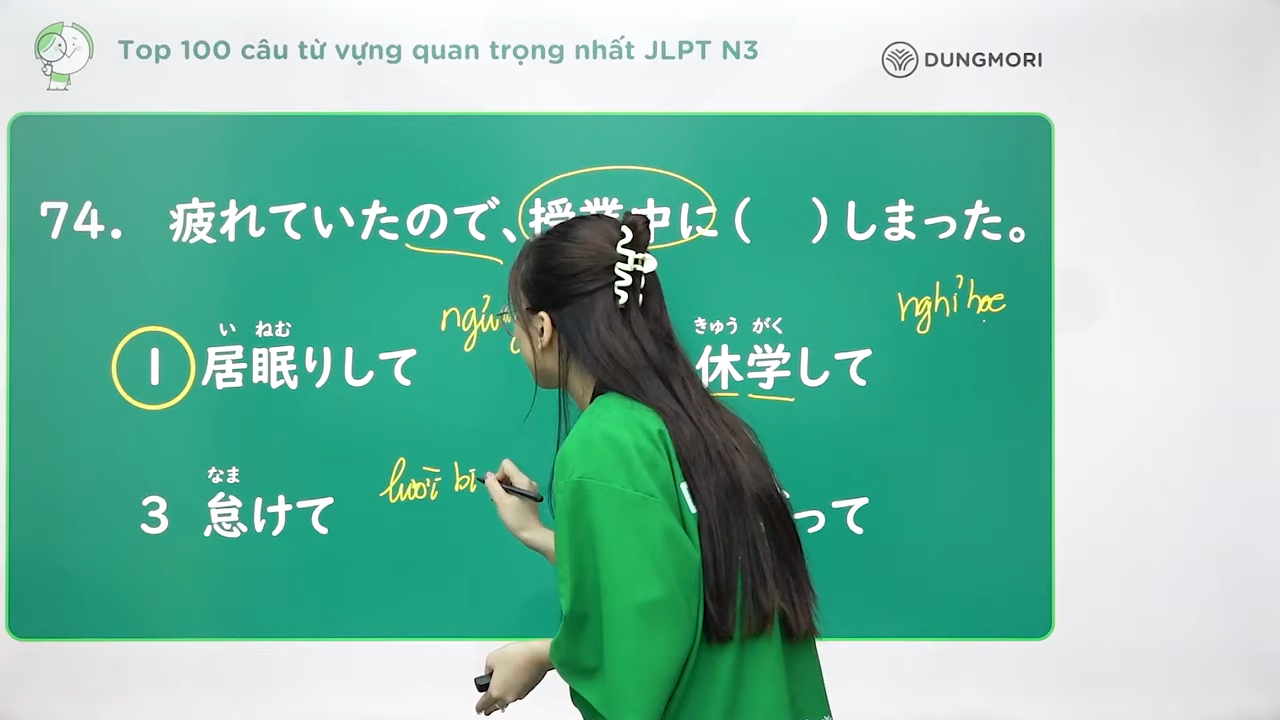 Top 100 câu từ vựng quan trọng nhất JLPT N3
DUNGMORI
74. 疲れていたので、授業中に( )しまった。
nghỉ học
い ねむ
1 居眠りして
きゅう がく
休学して
なま
3 怠けて
lười bi
って